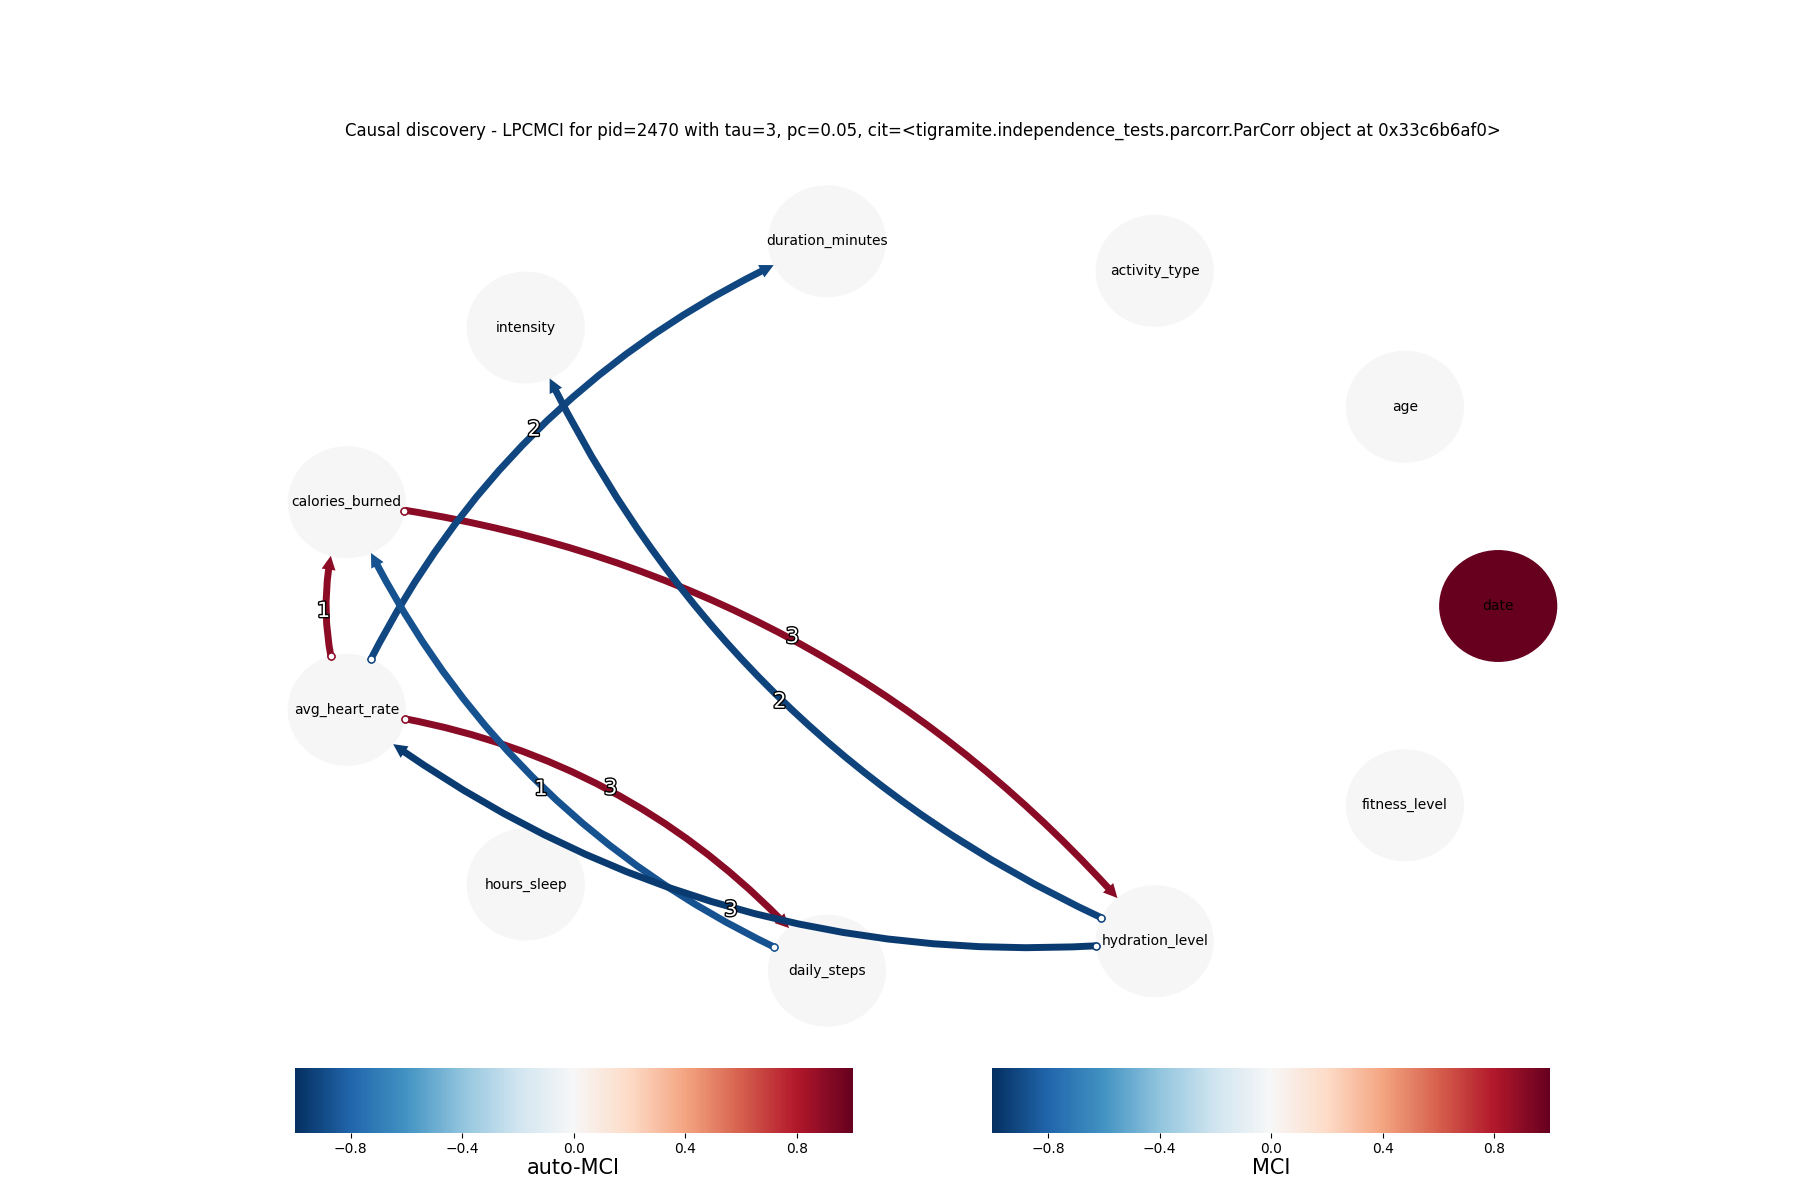 Causal discovery - LPCMCI for pid=2470 with tau=3, pc=0.05, cit=<tigramite.independence_tests.parcorr.ParCorr object at 0x33c6b6af0>
duration_minutes
activity_type
intensity
age
2
calories_burned
date
1
3
2
avg_heart_rate
1
3
fitness_level
hours_sleep
3
hydration_level
daily_steps
−0.8 −0.4 0.0 0.4 0.8
auto-MCI
−0.8 −0.4 0.0 0.4 0.8
MCI